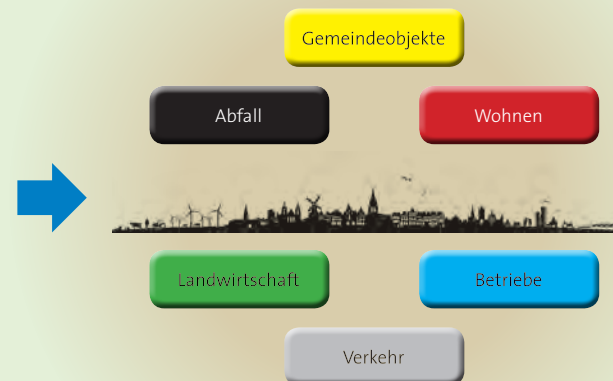 Gemeindeobjekte
Abfall
Wohnen
Landwirtschaft
Betriebe
Verkehr